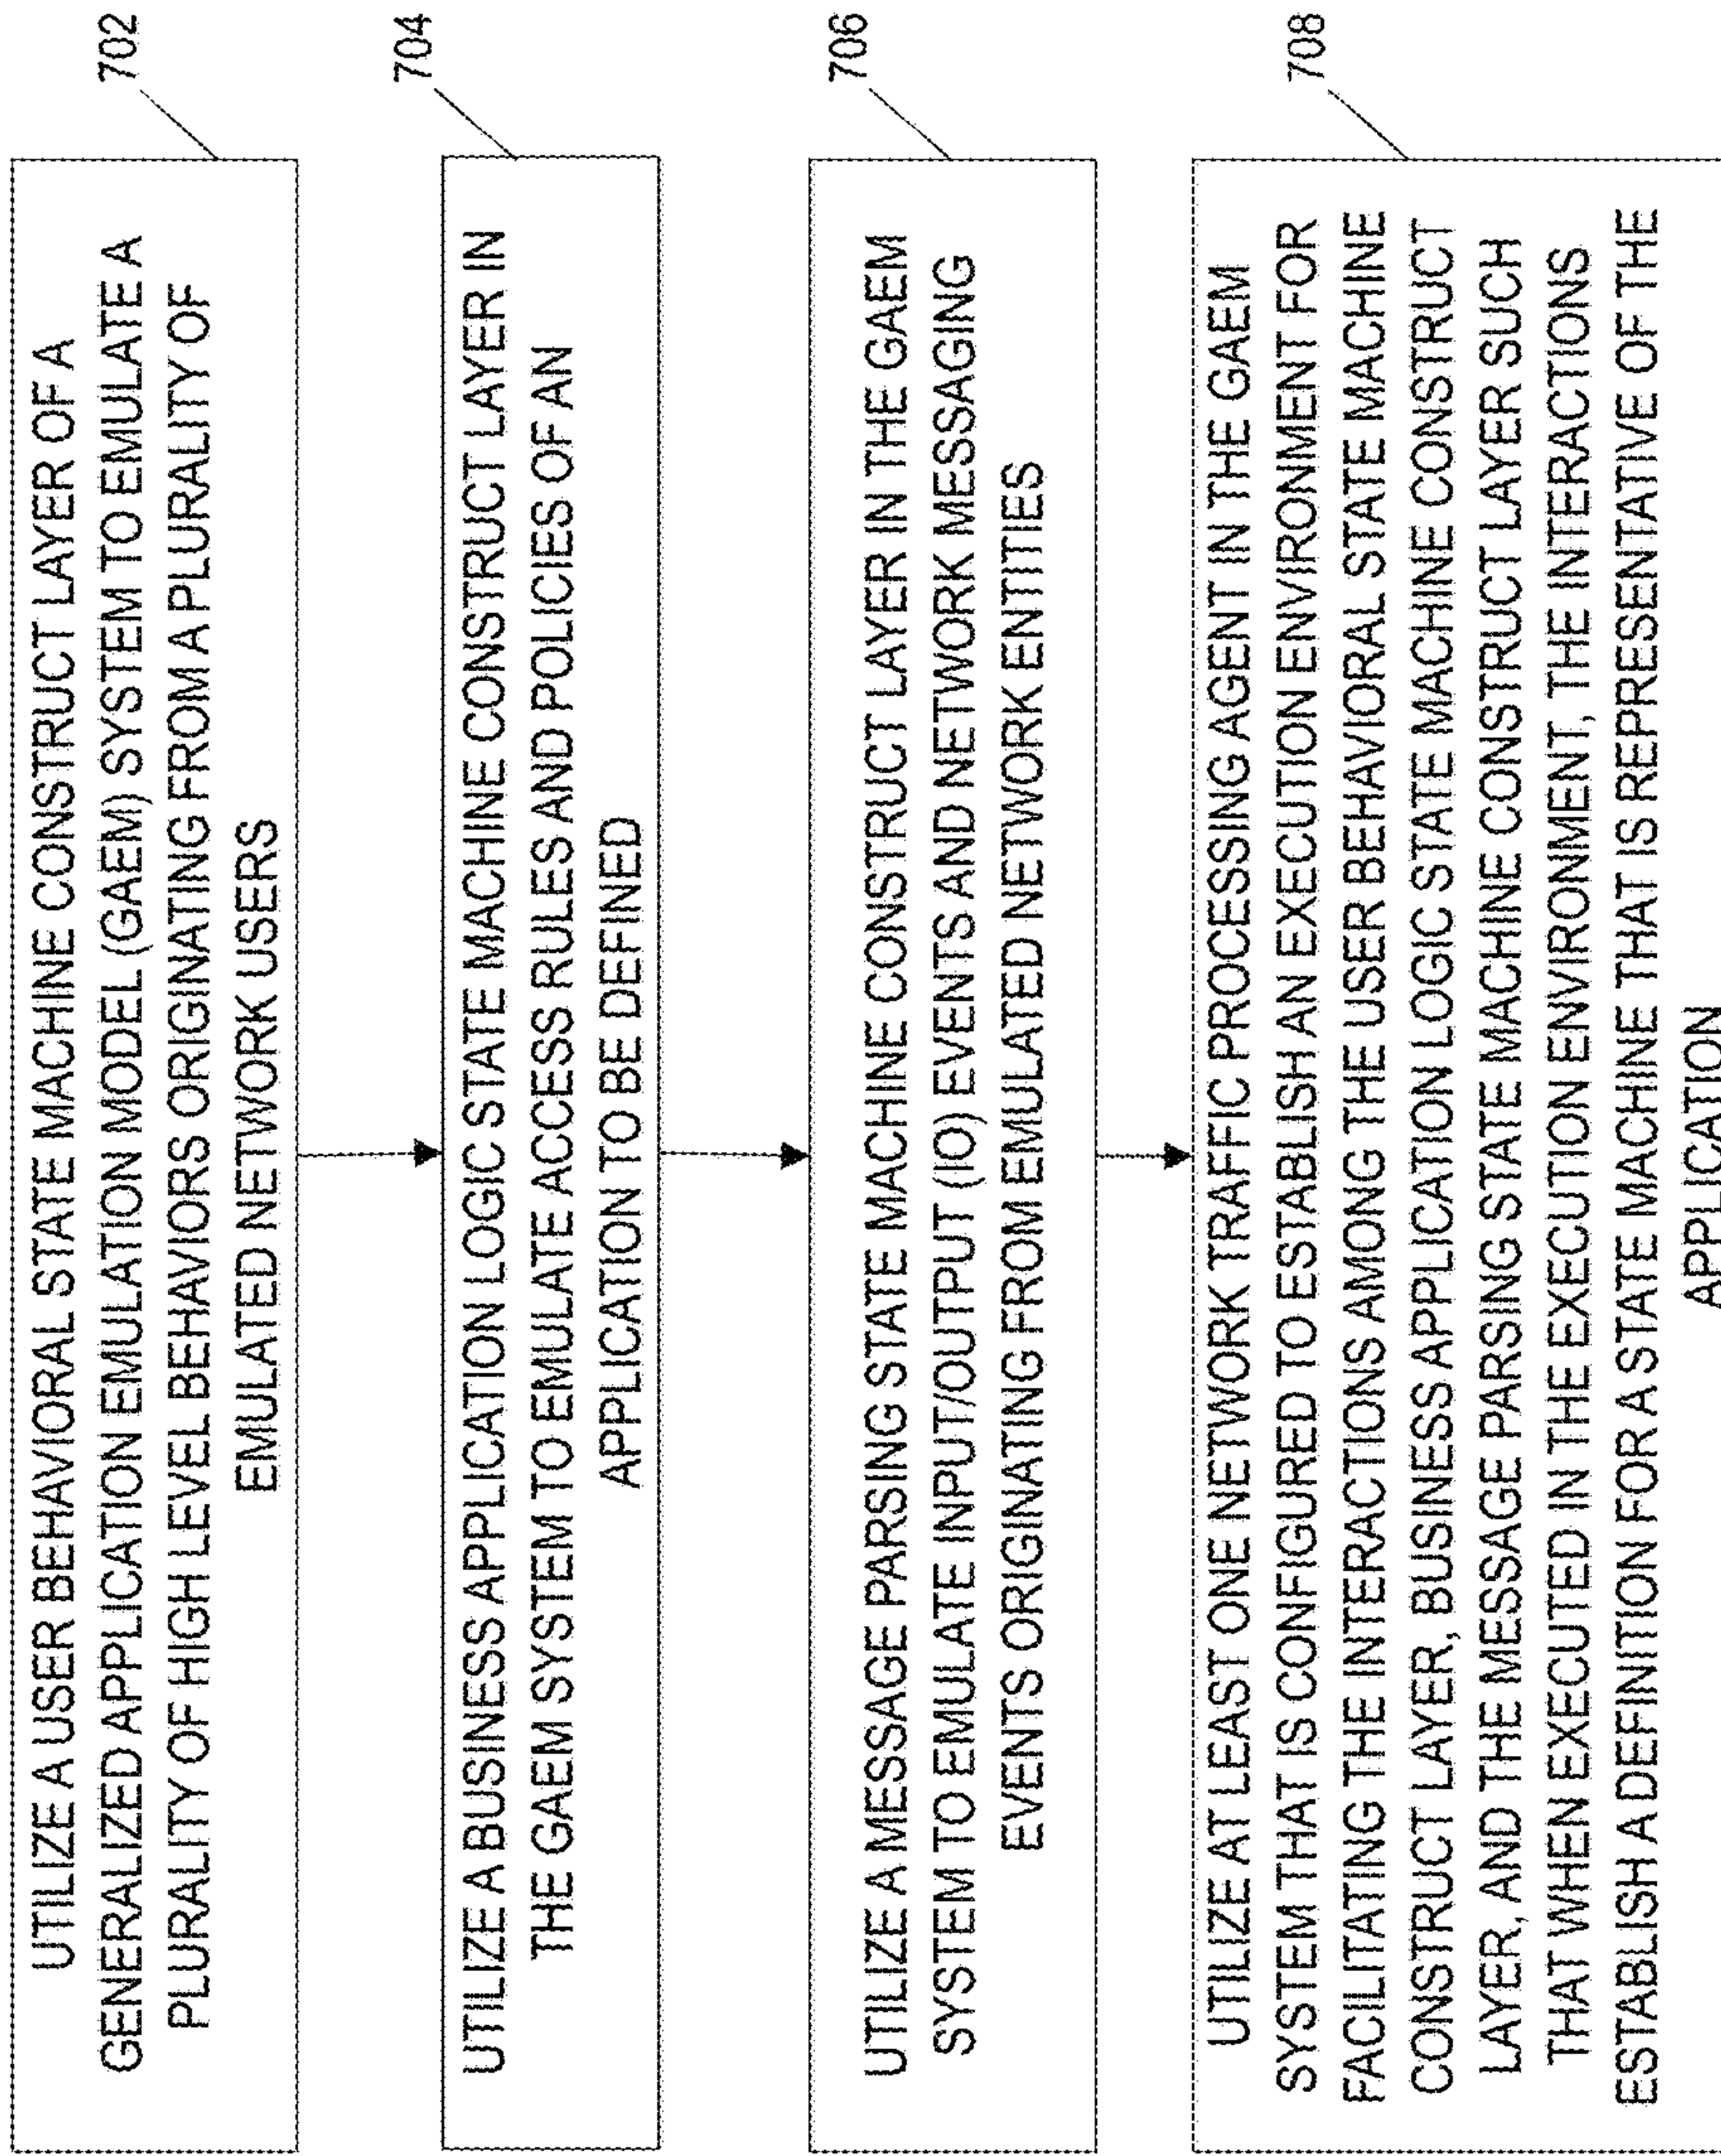 UTILIZE A USER BEHAVIORAL STATE MACHINE CONSTRUCT LAYER OF A
GENERALIZED APPLICATION EMULATION MODEL (GAEM) SYSTEM TO EMULATE A
PLURALITY OF HIGH LEVEL BEHAVIORS ORIGINATING FROM A PLURALITY OF
EMULATED NETWORK USERS
702
UTILIZE A BUSINESS APPLICATION LOGIC STATE MACHINE CONSTRUCT LAYER IN
THE GAEM SYSTEM TO EMULATE ACCESS RULES AND POLICIES OF AN
APPLICATION TO BE DEFINED
704
UTILIZE A MESSAGE PARSING STATE MACHINE CONSTRUCT LAYER IN THE GAEM
SYSTEM TO EMULATE INPUT/OUTPUT (IO) EVENTS AND NETWORK MESSAGING
EVENTS ORIGINATING FROM EMULATED NETWORK ENTITIES
706
UTILIZE AT LEAST ONE NETWORK TRAFFIC PROCESSING AGENT IN THE GAEM
SYSTEM THAT IS CONFIGURED TO ESTABLISH AN EXECUTION ENVIRONMENT FOR
FACILITATING THE INTERACTIONS AMONG THE USER BEHAVIORAL STATE MACHINE
CONSTRUCT LAYER, BUSINESS APPLICATION LOGIC STATE MACHINE CONSTRUCT
LAYER, AND THE MESSAGE PARSING STATE MACHINE CONSTRUCT LAYER SUCH
THAT WHEN EXECUTED IN THE EXECUTION ENVIRONMENT, THE INTERACTIONS
ESTABLISH A DEFINITION FOR A STATE MACHINE THAT IS REPRESENTATIVE OF THE
APPLICATION
708